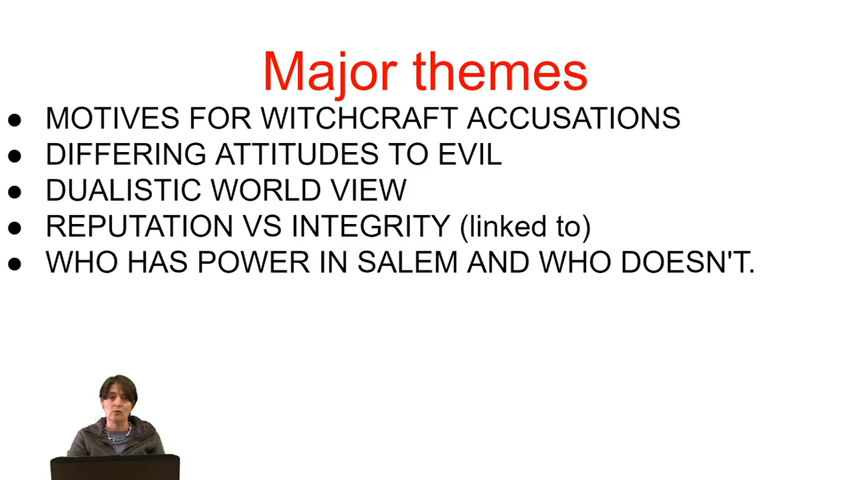 Major themes
● MOTIVES FOR WITCHCRAFT ACCUSATIONS
● DIFFERING ATTITUDES TO EVIL
● DUALISTIC WORLD VIEW
● REPUTATION VS INTEGRITY (linked to)
● WHO HAS POWER IN SALEM AND WHO DOESN'T.